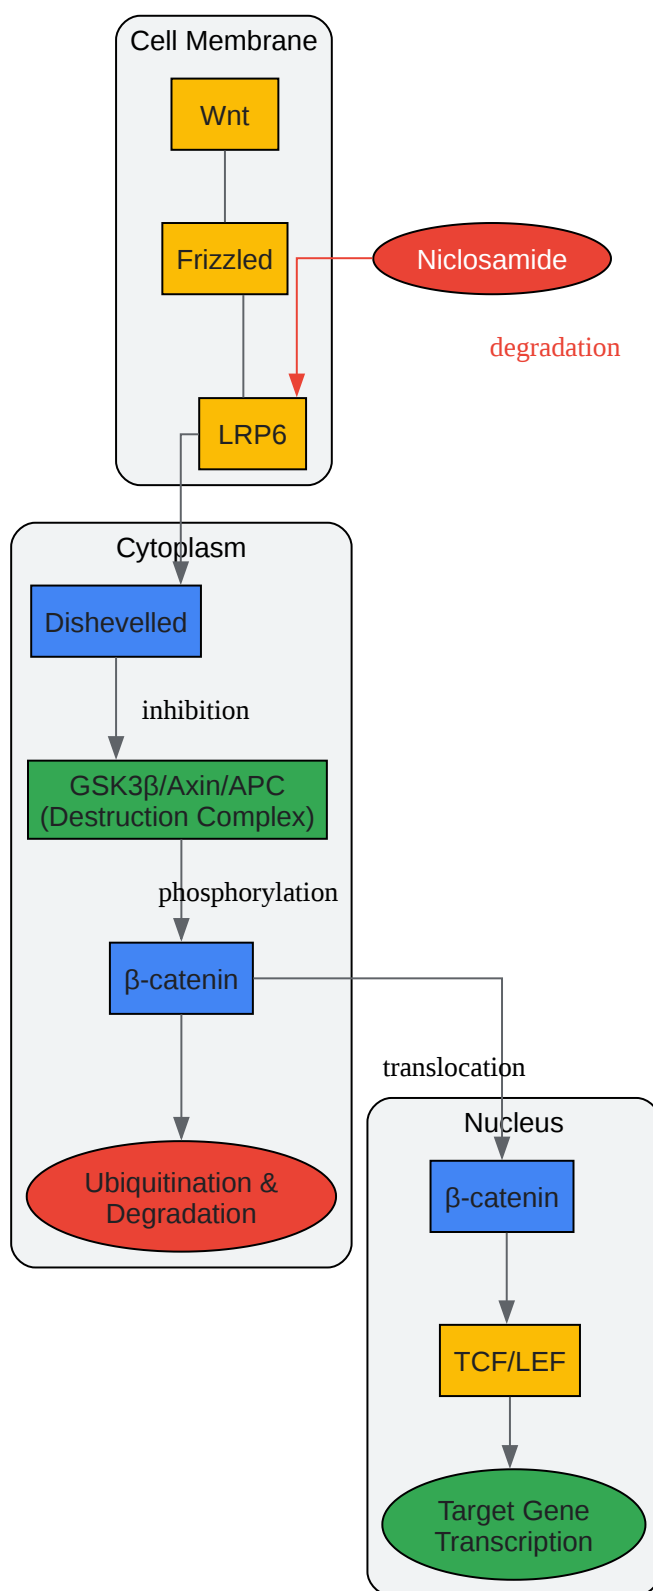 Cell Membrane
Wnt
Frizzled
Niclosamide
degradation
LRP6
Cytoplasm
Dishevelled
inhibition
GSK3β/Axin/APC
(Destruction Complex)
phosphorylation
β-catenin
translocation
Nucleus
Ubiquitination &
Degradation
β-catenin
TCF/LEF
Target Gene
Transcription